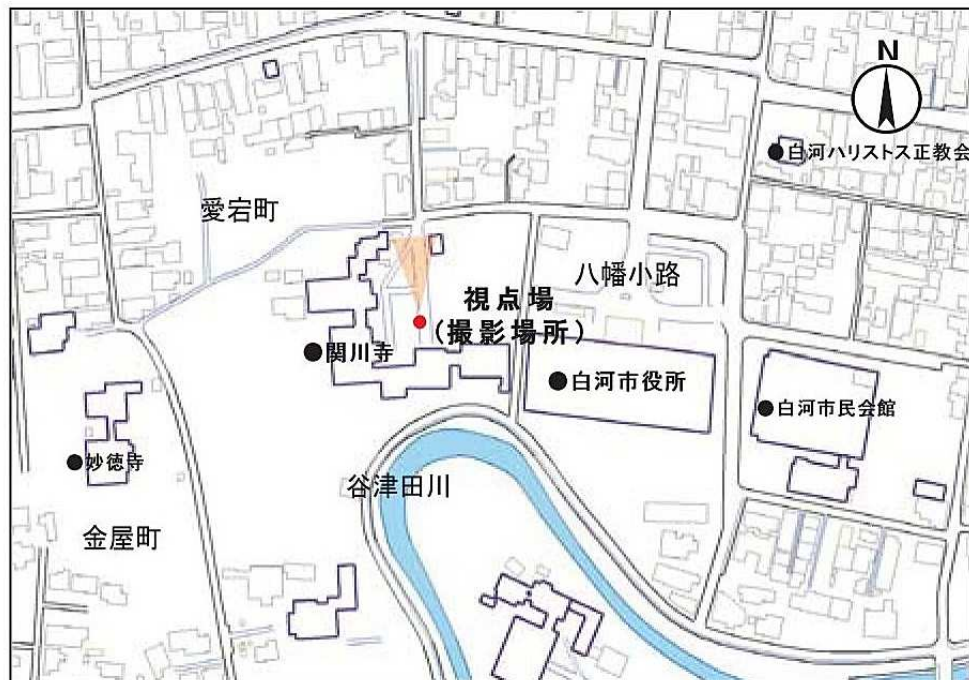 N
白河ハリストス正教会
愛宕町
八幡小路
視点場
(撮影場所)
関川寺
白河市役所
白河市民会館
妙徳寺
谷津田川
金屋町